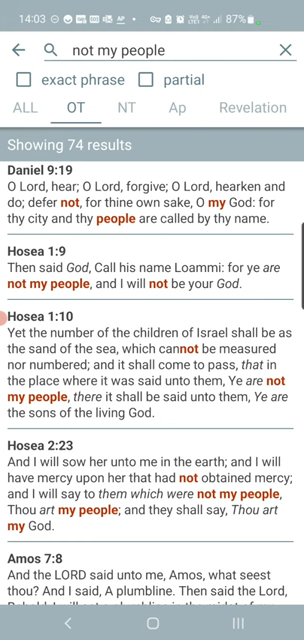 14:03
87%
not my people
exact phrase
partial
ALL
OT
NT
Ap
Revelation
Showing 74 results
Daniel 9:19
O Lord, hear; O Lord, forgive; O Lord, hearken and
do; defer not, for thine own sake, O my God: for
thy city and thy people are called by thy name.
Hosea 1:9
Then said God, Call his name Loammi: for ye are
not my people, and I will not be your God.
Hosea 1:10
Yet the number of the children of Israel shall be as
the sand of the sea, which cannot be measured
nor numbered; and it shall come to pass, that in
the place where it was said unto them, Ye are not
my people, there it shall be said unto them, Ye are
the sons of the living God.
Hosea 2:23
And I will sow her unto me in the earth; and I will
have mercy upon her that had not obtained mercy;
and I will say to them which were not my people,
Thou art my people; and they shall say, Thou art
my God.
Amos 7:8
And the LORD said unto me, Amos, what seest
thou? And I said, A plumbline. Then said the Lord,